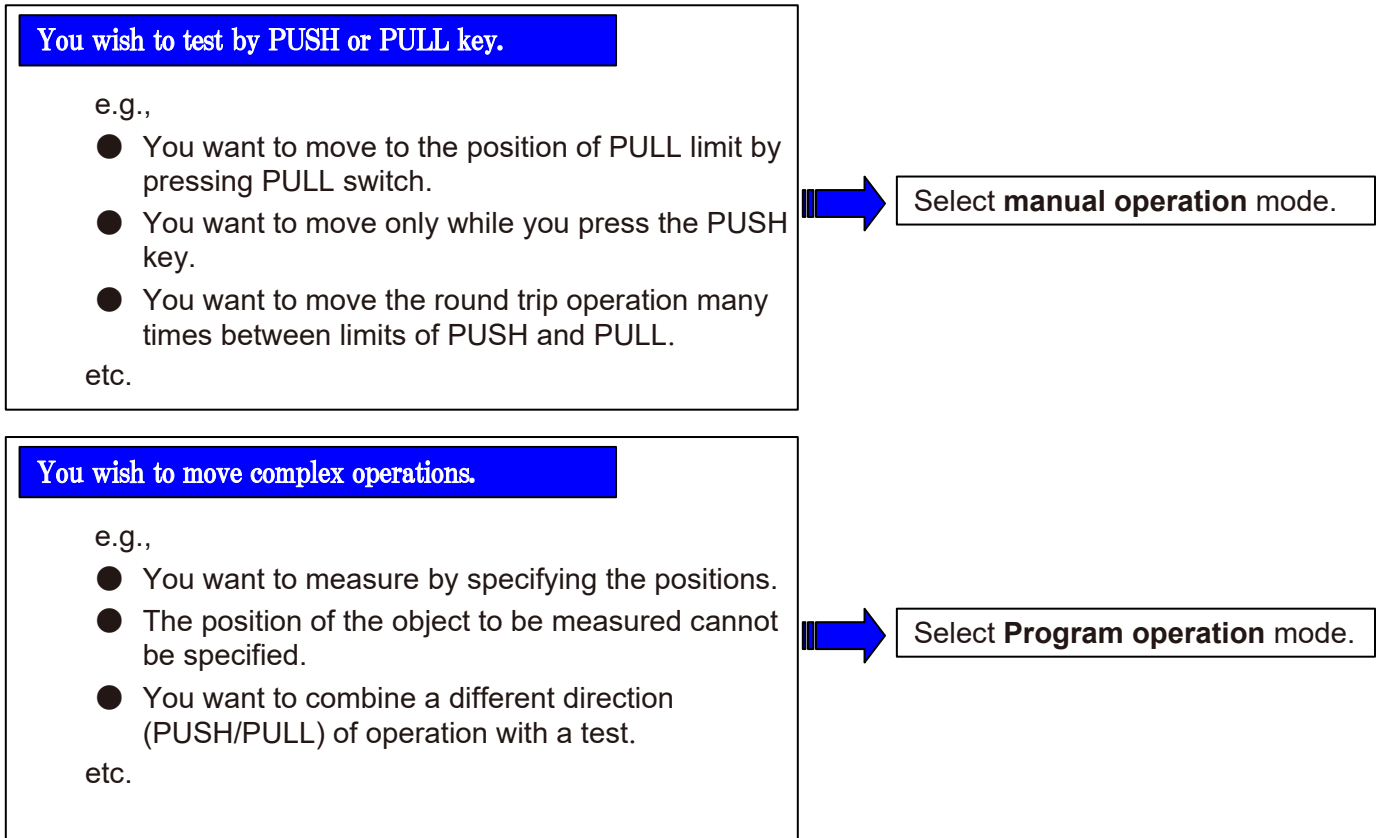 You wish to test by PUSH or PULL key.
e.g.,
● You want to move to the position of PULL limit by
pressing PULL switch.
● You want to move only while you press the PUSH
key.
● You want to move the round trip operation many
times between limits of PUSH and PULL.
etc.
Select manual operation mode.
You wish to move complex operations.
e.g.,
● You want to measure by specifying the positions.
● The position of the object to be measured cannot
be specified.
● You want to combine a different direction
(PUSH/PULL) of operation with a test.
etc.
Select Program operation mode.